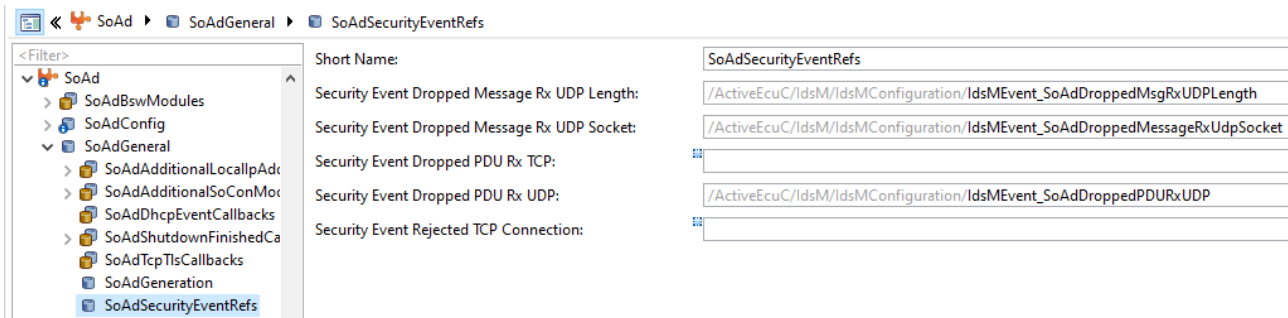 SoAd SoAdGeneral SoAdSecurityEventRefs
<Filter>
SoAd
SoAdBswModules
SoAdConfig
SoAdGeneral
SoAdAdditionalLocalIpAdd
SoAdAdditionalSoConMod
SoAdDhcpEventCallbacks
SoAdShutdownFinishedCa
SoAdTcpTlsCallbacks
SoAdGeneration
SoAdSecurityEventRefs
Short Name: SoAdSecurityEventRefs
Security Event Dropped Message Rx UDP Length: /ActiveEcuC/IdsM/IdsMConfiguration/IdsMEvent_SoAdDroppedMsgRxUDPLength
Security Event Dropped Message Rx UDP Socket: /ActiveEcuC/IdsM/IdsMConfiguration/IdsMEvent_SoAdDroppedMessageRxUdpSocket
Security Event Dropped PDU Rx TCP:
Security Event Dropped PDU Rx UDP: /ActiveEcuC/IdsM/IdsMConfiguration/IdsMEvent_SoAdDroppedPDURxUDP
Security Event Rejected TCP Connection: